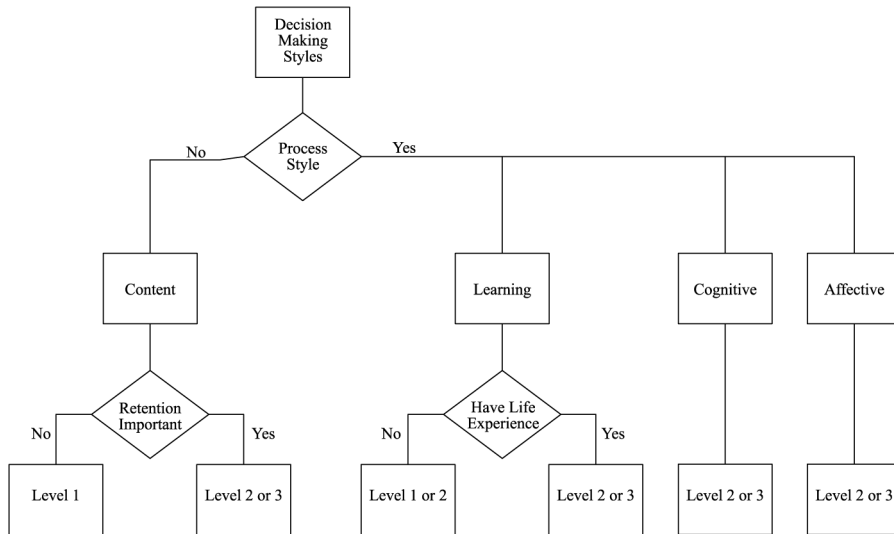 Decision
Making
Styles
Process
Style
No
Yes
Content
Learning
Cognitive
Affective
Retention
Important
Have Life
Experience
No
Yes
No
Yes
Level 1
Level 2 or 3
Level 1 or 2
Level 2 or 3
Level 2 or 3
Level 2 or 3